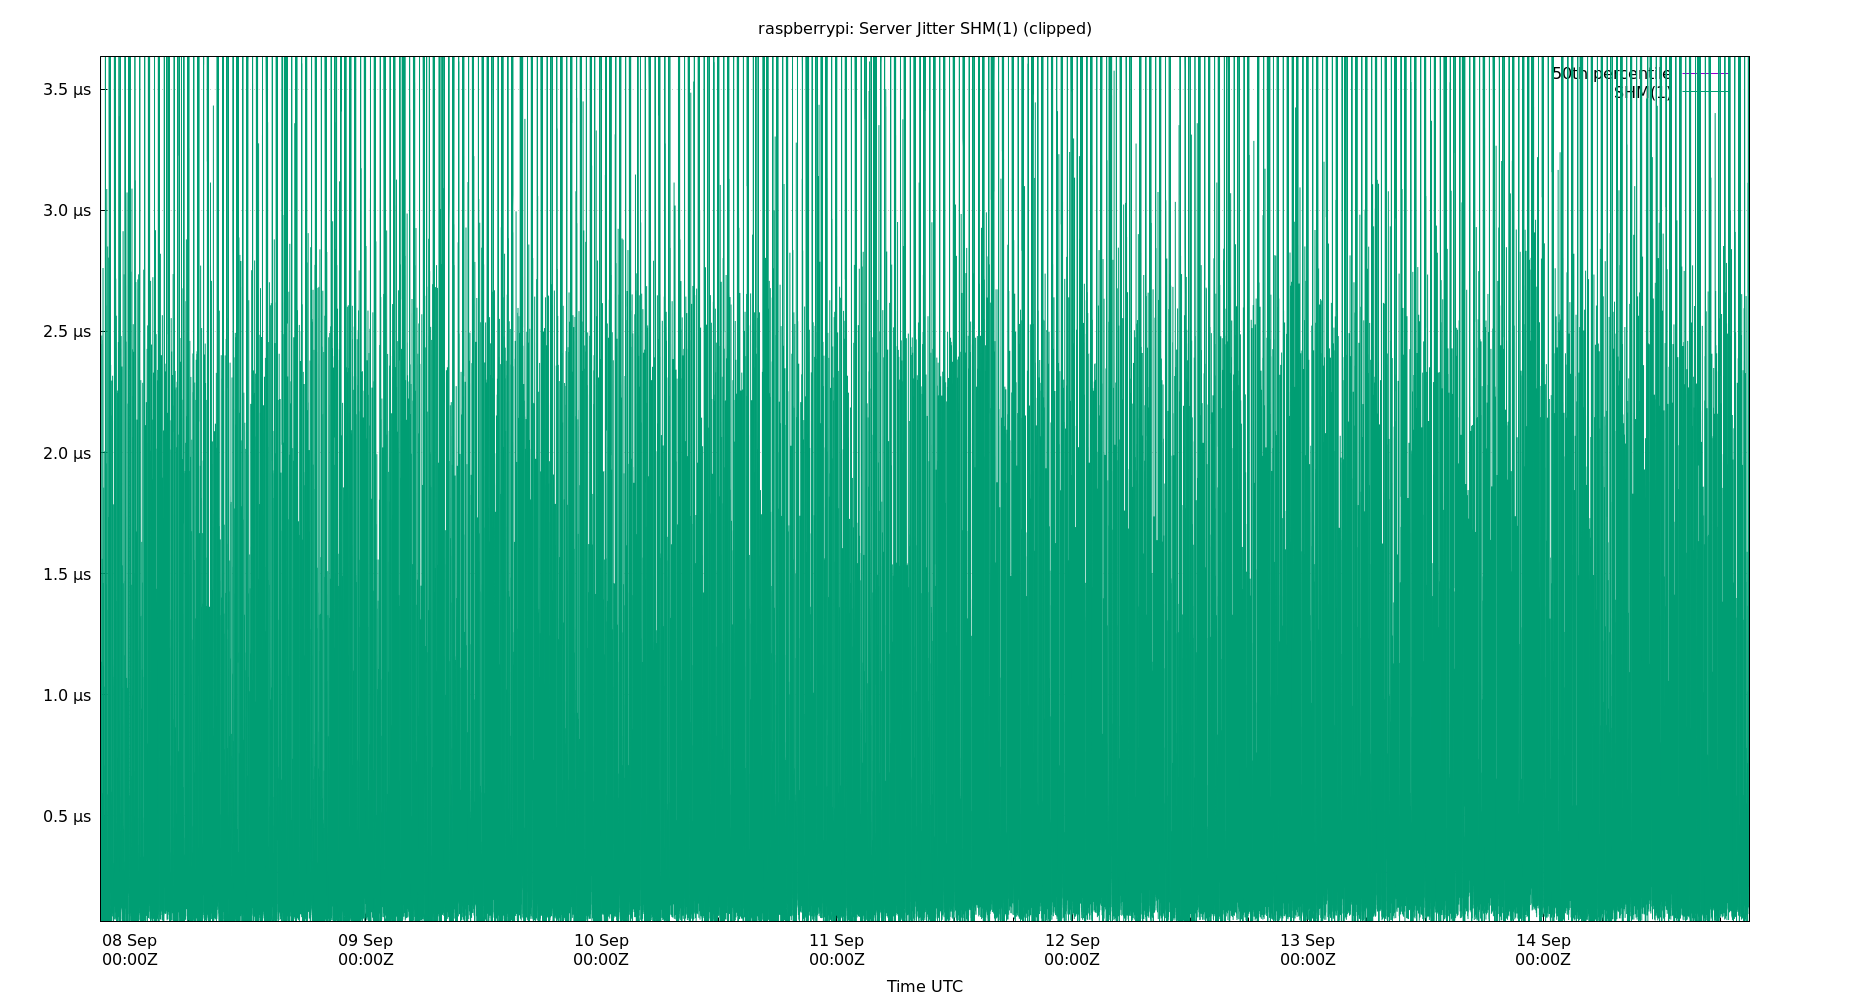 raspberrypi: Server Jitter SHM(1) (clipped)
50th percentile
SHM(1)
3.5 µs
3.0 µs
2.5 µs
2.0 µs
1.5 µs
1.0 µs
0.5 µs
08 Sep 09 Sep 10 Sep 11 Sep 12 Sep 13 Sep 14 Sep
00:00Z 00:00Z 00:00Z 00:00Z 00:00Z 00:00Z 00:00Z
Time UTC